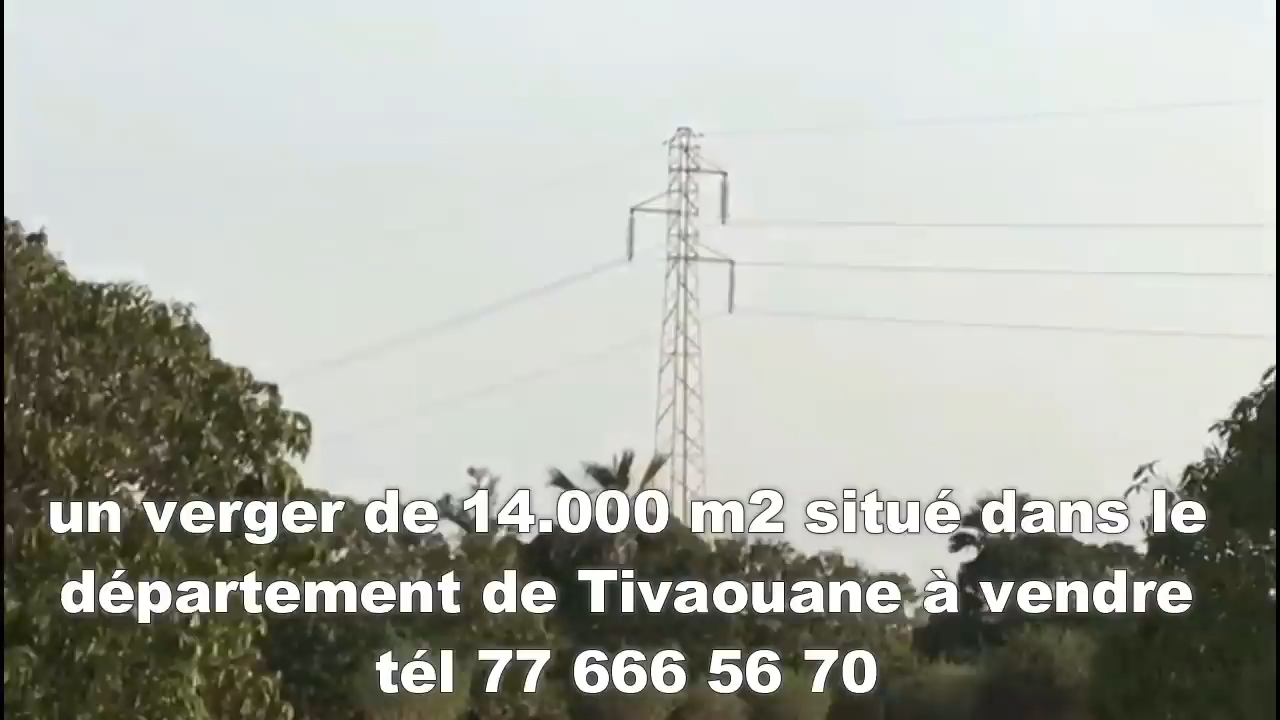 un verger de 14.000 m2 situé dans le
département de Tivaouane à vendre
tél 77 666 56 70